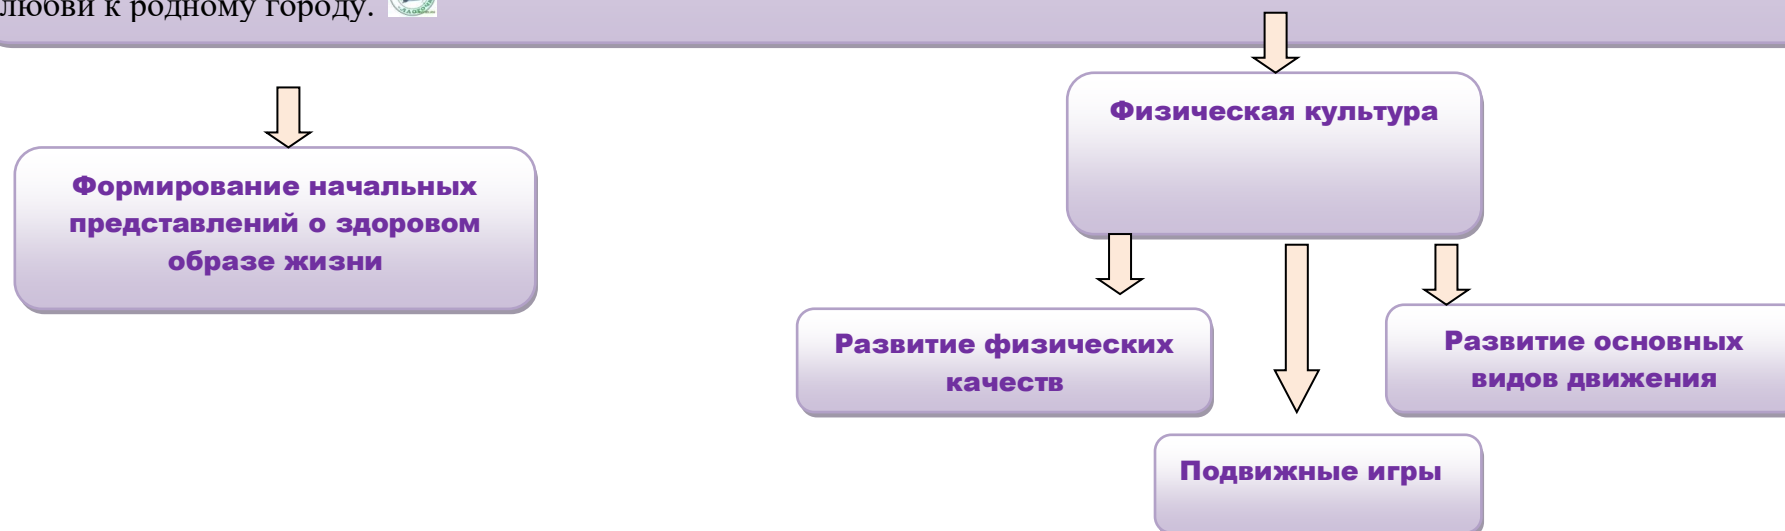 любви к родному городу.
Физическая культура
Формирование начальных
представлений о здоровом
образе жизни
Развитие физических
качеств
Развитие основных
видов движения
Подвижные игры